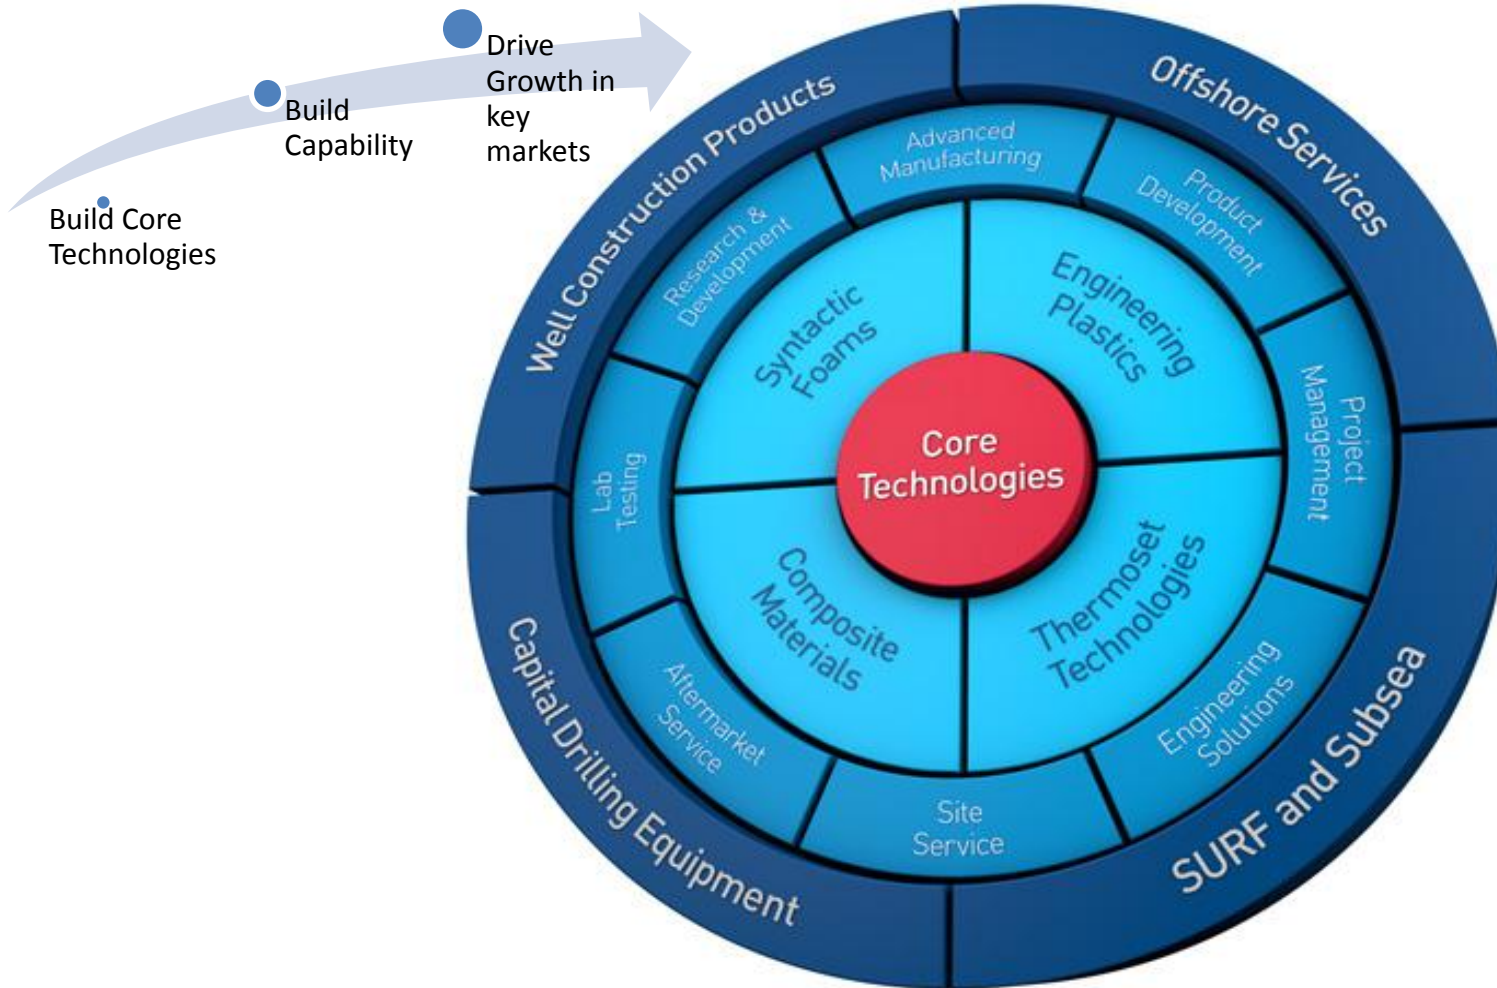 Drive
Growth in
key
markets
Build
Capability
Build Core
Technologies
Well Construction Products
Offshore Services
SURF and Subsea
Capital Drilling Equipment
Advanced
Manufacturing
Product
Development
Project
Management
Engineering
Solutions
Site
Service
Aftermarket
Service
Lab
Testing
Research &
Development
Syntactic
Foams
Engineering
Plastics
Thermoset
Technologies
Composite
Materials
Core
Technologies